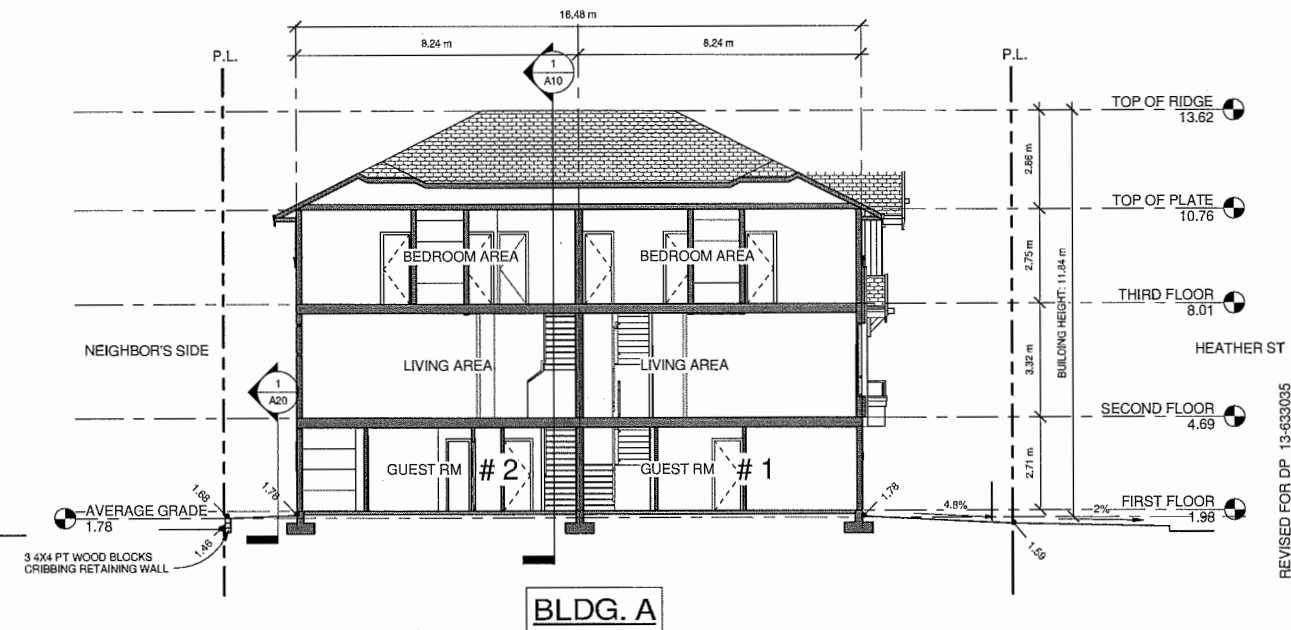 16.48 m
8.24 m
8.24 m
P.L.
P.L.
1
A10
TOP OF RIDGE
13.62
2.86 m
TOP OF PLATE
10.76
BEDROOM AREA
BEDROOM AREA
2.75 m
BUILDING HEIGHT: 11.84 m
THIRD FLOOR
8.01
NEIGHBOR'S SIDE
HEATHER ST
LIVING AREA
LIVING AREA
3.32 m
1
A20
SECOND FLOOR
4.69
GUEST RM # 2
GUEST RM # 1
2.71 m
1.68
1.78
1.78
AVERAGE GRADE
1.78
4.8%
2%
FIRST FLOOR
1.98
1.46
1.59
3 4X4 PT WOOD BLOCKS
CRIBBING RETAINING WALL
REVISED FOR DP 13-633035
BLDG. A